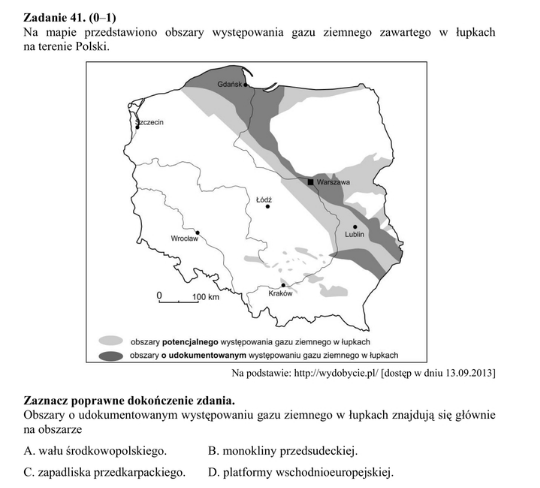 Zadanie 41. (0–1)
Na mapie przedstawiono obszary występowania gazu ziemnego zawartego w łupkach
na terenie Polski.
Gdańsk
Szczecin
Warszawa
Łódź
Wrocław
Lublin
Kraków
0 100 km
obszary potencjalnego występowania gazu ziemnego w łupkach
obszary o udokumentowanym występowaniu gazu ziemnego w łupkach
Na podstawie: http://wydobycie.pl/ [dostęp w dniu 13.09.2013]
Zaznacz poprawne dokończenie zdania.
Obszary o udokumentowanym występowaniu gazu ziemnego w łupkach znajdują się głównie
na obszarze
A. wału środkowopolskiego. B. monokliny przedsudeckiej.
C. zapadliska przedkarpackiego. D. platformy wschodnioeuropejskiej.